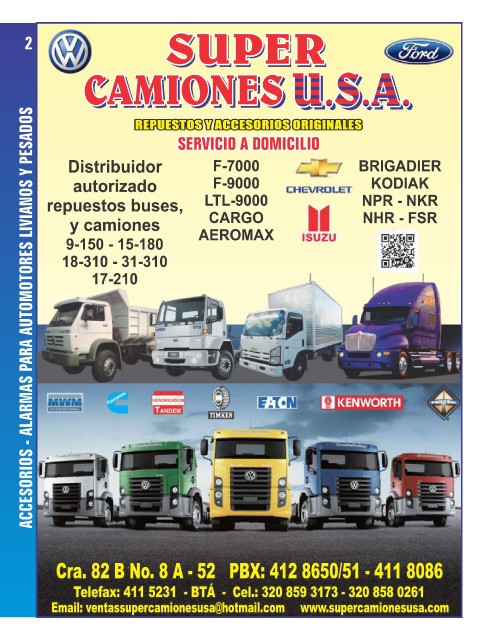 2
ACCESORIOS - ALARMAS PARA AUTOMOTORES LIVIANOS Y PESADOS
Ford
SUPER
CAMIONES U.S.A.
REPUESTOS Y ACCESORIOS ORIGINALES
SERVICIO A DOMICILIO
Distribuidor
autorizado
repuestos buses,
y camiones
9-150 - 15-180
18-310 - 31-310
17-210
F-7000
F-9000
LTL-9000
CARGO
AEROMAX
CHEVROLET
ISUZU
BRIGADIER
KODIAK
NPR - NKR
NHR - FSR
MWM
INTERNATIONAL
HENDRICKSON
TANDEM
TIMKEN
EATON
KENWORTH
Cra. 82 B No. 8 A - 52 PBX: 412 8650/51 - 411 8086
Telefax: 411 5231 - BTÁ - Cel.: 320 859 3173 - 320 858 0261
Email: ventassupercamionesusa@hotmail.com www.supercamionesusa.com